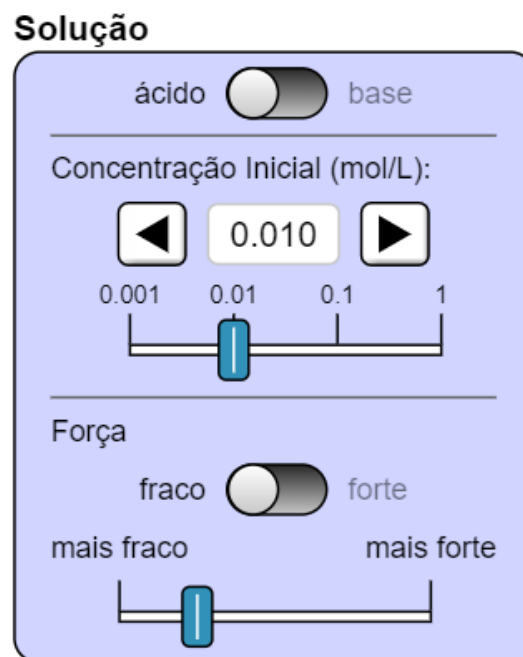 Solução
ácido base
Concentração Inicial (mol/L):
0.010
0.001 0.01 0.1 1
Força
fraco forte
mais fraco mais forte